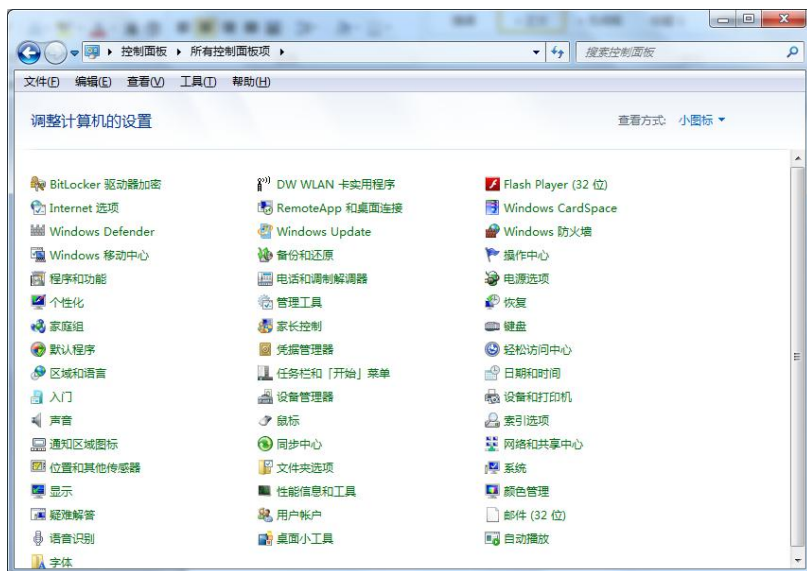 控制面板 所有控制面板项 搜索控制面板
文件(F) 编辑(E) 查看(V) 工具(T) 帮助(H)
调整计算机的设置 查看方式: 小图标
BitLocker 驱动器加密 DW WLAN 卡实用程序 Flash Player (32 位)
Internet 选项 RemoteApp 和桌面连接 Windows CardSpace
Windows Defender Windows Update Windows 防火墙
Windows 移动中心 备份和还原 操作中心
程序和功能 电话和调制解调器 电源选项
个性化 管理工具 恢复
家庭组 家长控制 键盘
默认程序 凭据管理器 轻松访问中心
区域和语言 任务栏和「开始」菜单 日期和时间
入门 设备管理器 设备和打印机
声音 鼠标 索引选项
通知区域图标 同步中心 网络和共享中心
位置和其他传感器 文件夹选项 系统
显示 性能信息和工具 颜色管理
疑难解答 用户帐户 邮件 (32 位)
语音识别 桌面小工具 自动播放
字体